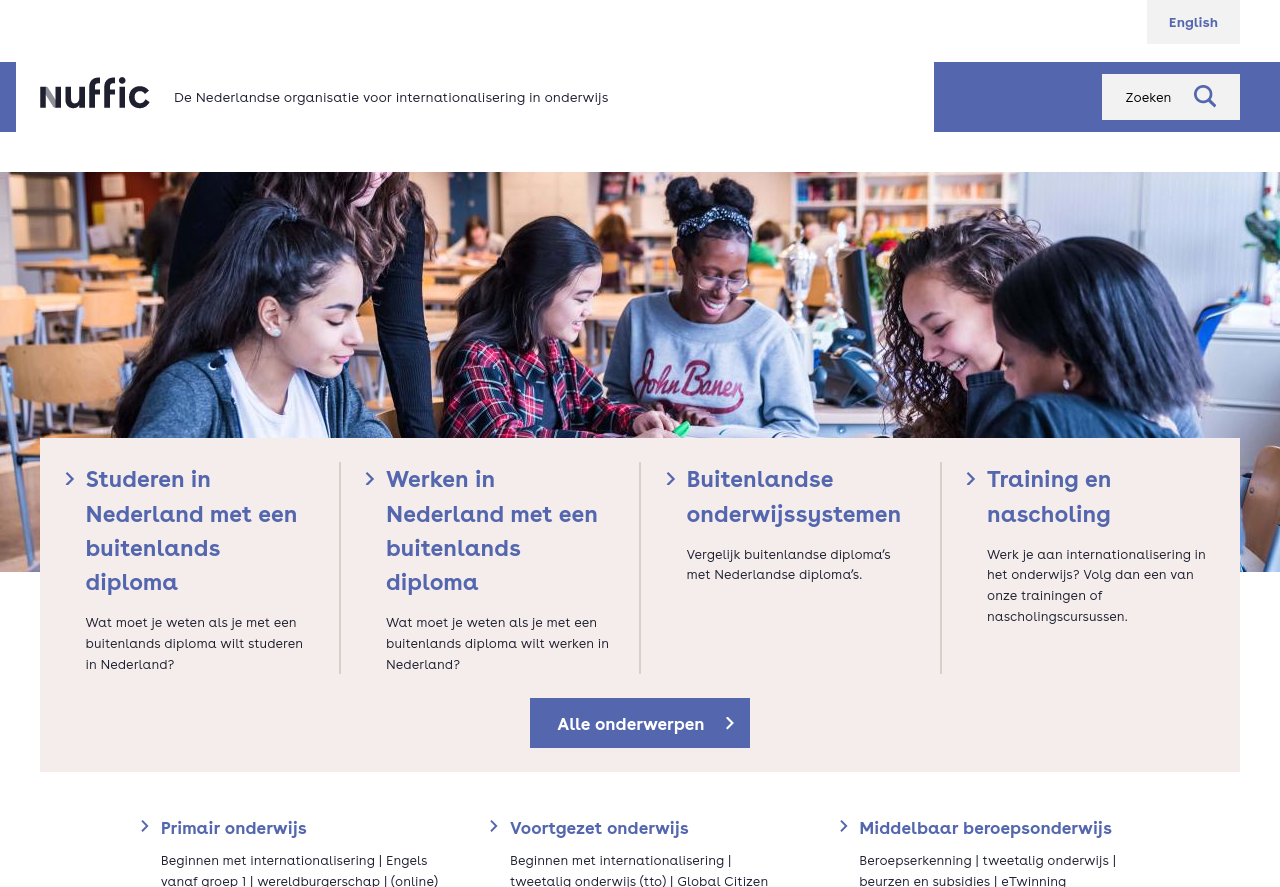 English
nuffic
De Nederlandse organisatie voor internationalisering in onderwijs
Zoeken
John Baner
Studeren in
Nederland met een
buitenlands
diploma
Wat moet je weten als je met een
buitenlands diploma wilt studeren
in Nederland?
Werken in
Nederland met een
buitenlands
diploma
Wat moet je weten als je met een
buitenlands diploma wilt werken in
Nederland?
Buitenlandse
onderwijssystemen
Vergelijk buitenlandse diploma’s
met Nederlandse diploma’s.
Training en
nascholing
Werk je aan internationalisering in
het onderwijs? Volg dan een van
onze trainingen of
nascholingscursussen.
Alle onderwerpen
Primair onderwijs
Beginnen met internationalisering | Engels
vanaf groep 1 | wereldburgerschap | (online)
Voortgezet onderwijs
Beginnen met internationalisering |
tweetalig onderwijs (tto) | Global Citizen
Middelbaar beroepsonderwijs
Beroepserkenning | tweetalig onderwijs |
beurzen en subsidies | eTwinning